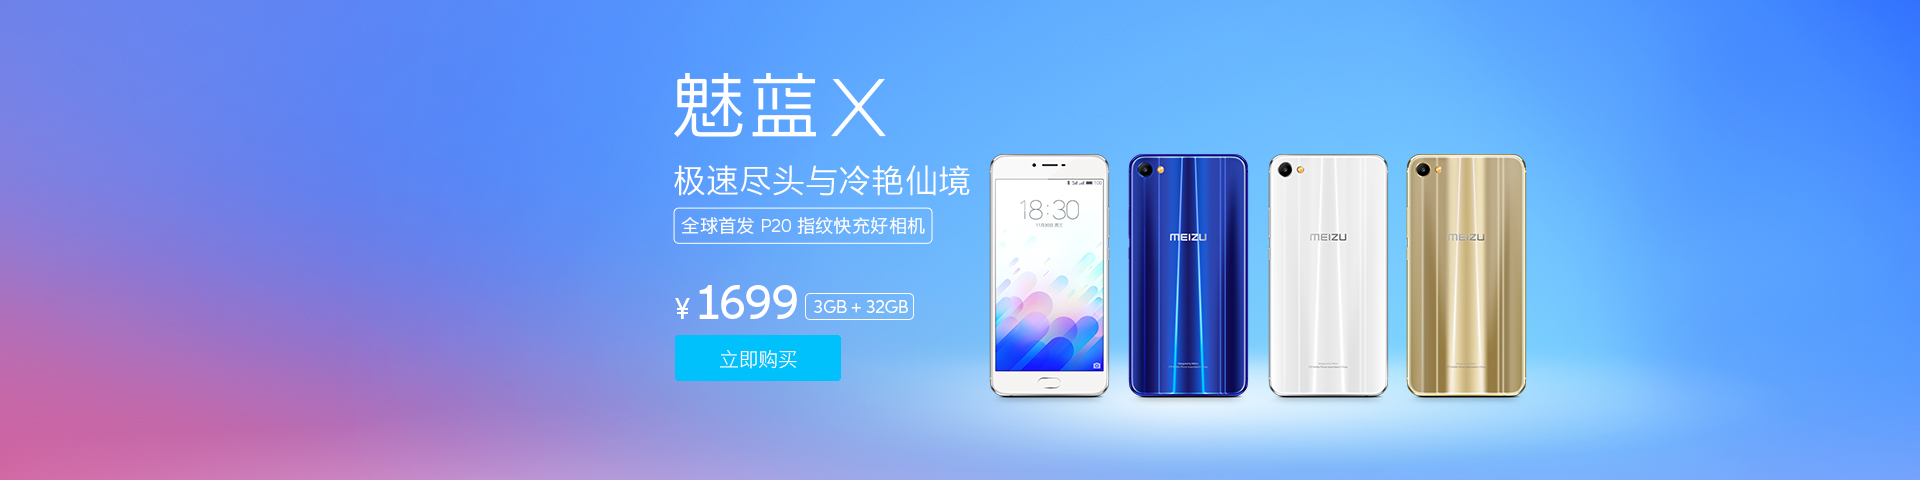 魅蓝 X
极速尽头与冷艳仙境
全球首发 P20 指纹快充好相机
¥ 1699 3GB + 32GB
立即购买
18:30
MEIZU
MEIZU
MEIZU